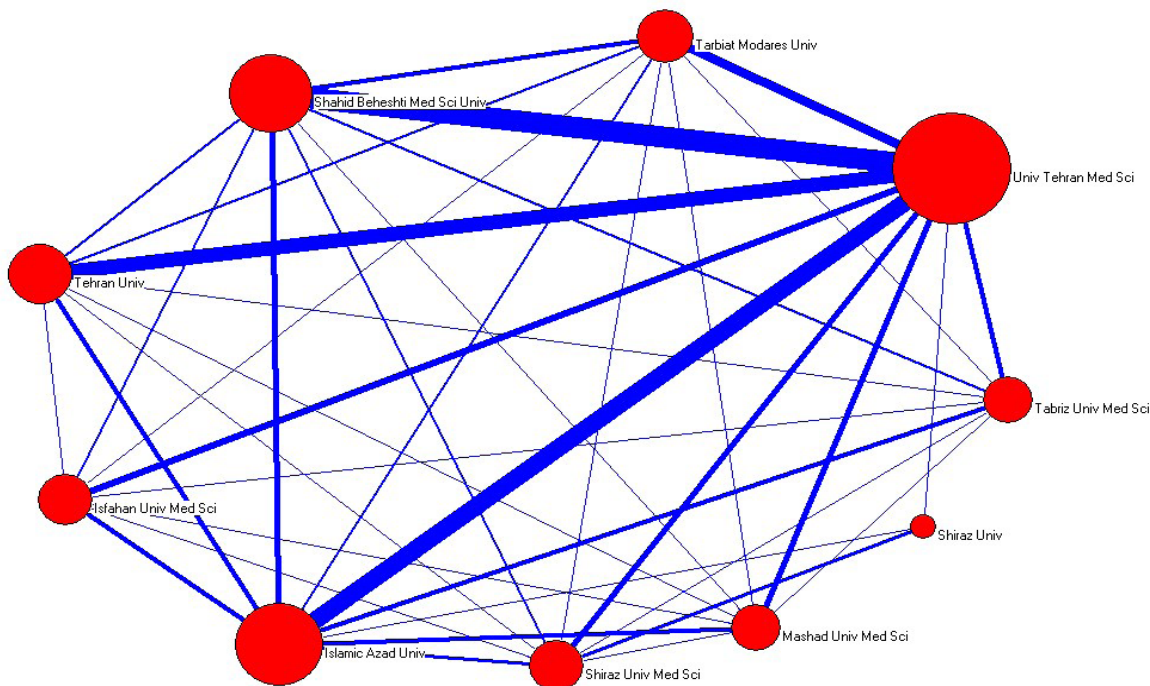 Tarbiat Modares Univ
Shahid Beheshti Med Sci Univ
Univ Tehran Med Sci
Tehran Univ
Tabriz Univ Med Sci
Isfahan Univ Med Sci
Shiraz Univ
Mashad Univ Med Sci
Islamic Azad Univ
Shiraz Univ Med Sci